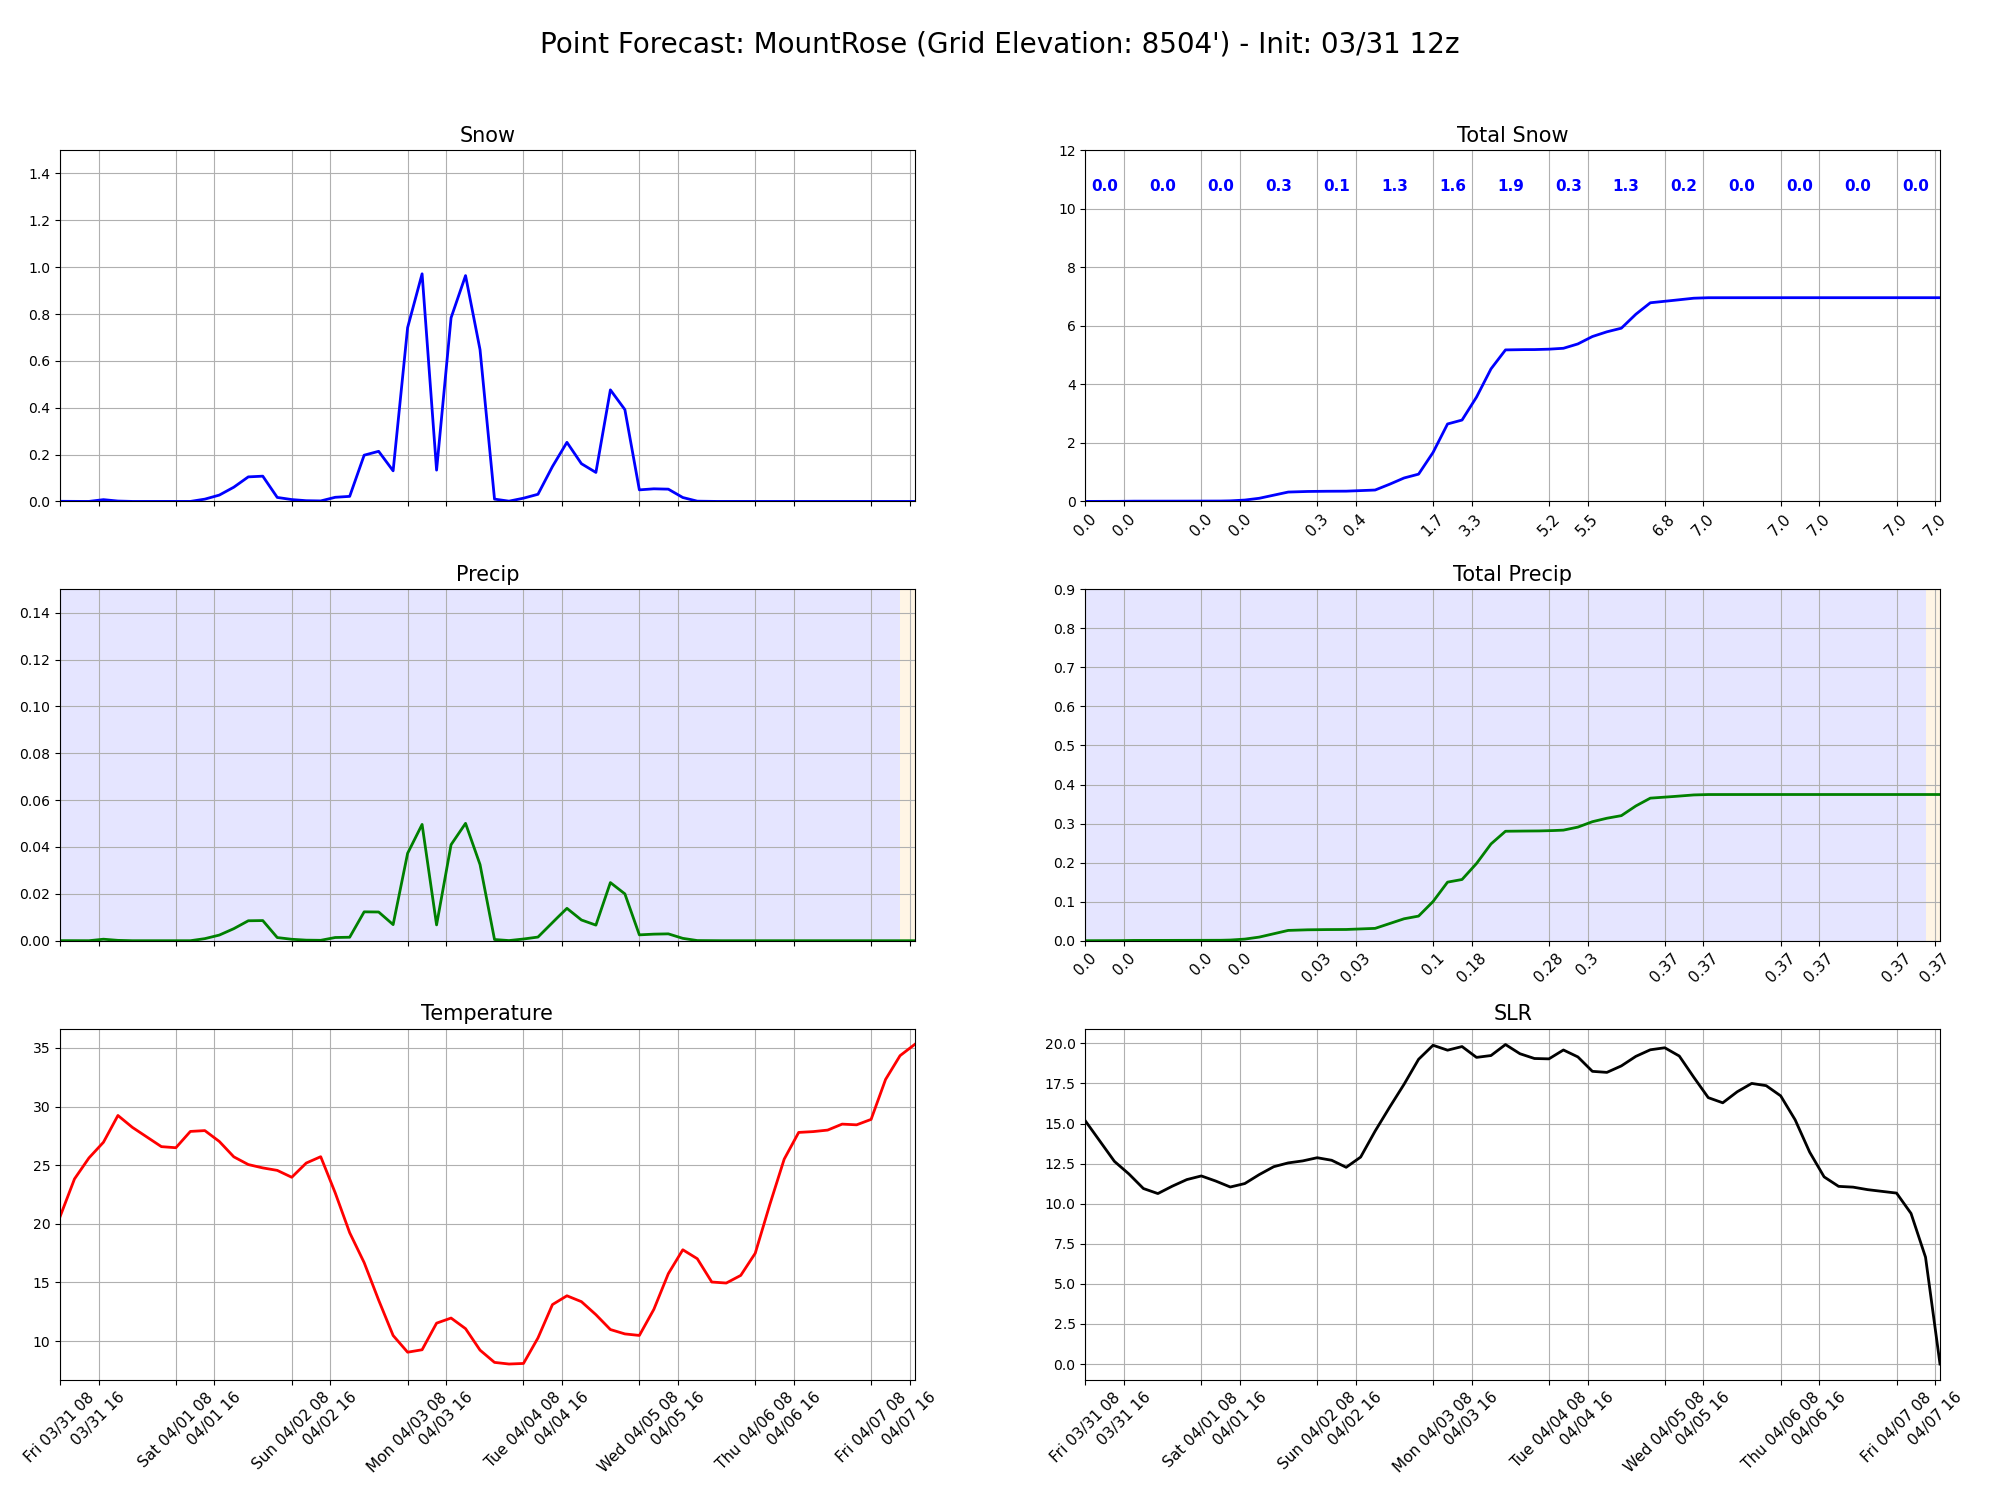 Point Forecast: MountRose (Grid Elevation: 8504') - Init: 03/31 12z
Snow
1.4
1.2
1.0
0.8
0.6
0.4
0.2
0.0
Total Snow
12
10
8
6
4
2
0
0.0 0.0 0.0 0.3 0.1 1.3 1.6 1.9 0.3 1.3 0.2 0.0 0.0 0.0 0.0
0.0 0.0 0.0 0.0 0.3 0.4 1.7 3.3 5.2 5.5 6.8 7.0 7.0 7.0 7.0 7.0
Precip
0.14
0.12
0.10
0.08
0.06
0.04
0.02
0.00
Total Precip
0.9
0.8
0.7
0.6
0.5
0.4
0.3
0.2
0.1
0.0
0.0 0.0 0.0 0.0 0.03 0.03 0.1 0.18 0.28 0.3 0.37 0.37 0.37 0.37 0.37 0.37
Temperature
35
30
25
20
15
10
Fri 03/31 08
03/31 16
Sat 04/01 08
04/01 16
Sun 04/02 08
04/02 16
Mon 04/03 08
04/03 16
Tue 04/04 08
04/04 16
Wed 04/05 08
04/05 16
Thu 04/06 08
04/06 16
Fri 04/07 08
04/07 16
SLR
20.0
17.5
15.0
12.5
10.0
7.5
5.0
2.5
0.0
Fri 03/31 08
03/31 16
Sat 04/01 08
04/01 16
Sun 04/02 08
04/02 16
Mon 04/03 08
04/03 16
Tue 04/04 08
04/04 16
Wed 04/05 08
04/05 16
Thu 04/06 08
04/06 16
Fri 04/07 08
04/07 16